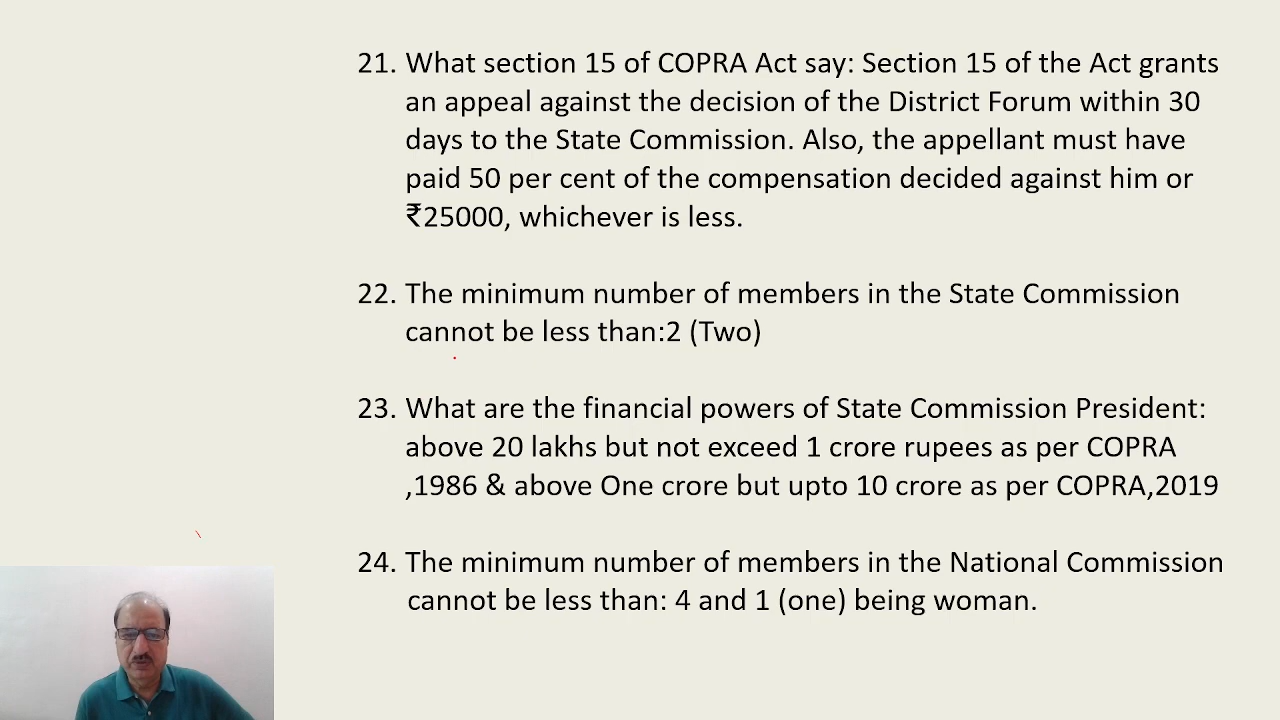 21. What section 15 of COPRA Act say: Section 15 of the Act grants
an appeal against the decision of the District Forum within 30
days to the State Commission. Also, the appellant must have
paid 50 per cent of the compensation decided against him or
₹25000, whichever is less.
22. The minimum number of members in the State Commission
cannot be less than:2 (Two)
23. What are the financial powers of State Commission President:
above 20 lakhs but not exceed 1 crore rupees as per COPRA
,1986 & above One crore but upto 10 crore as per COPRA,2019
24. The minimum number of members in the National Commission
cannot be less than: 4 and 1 (one) being woman.